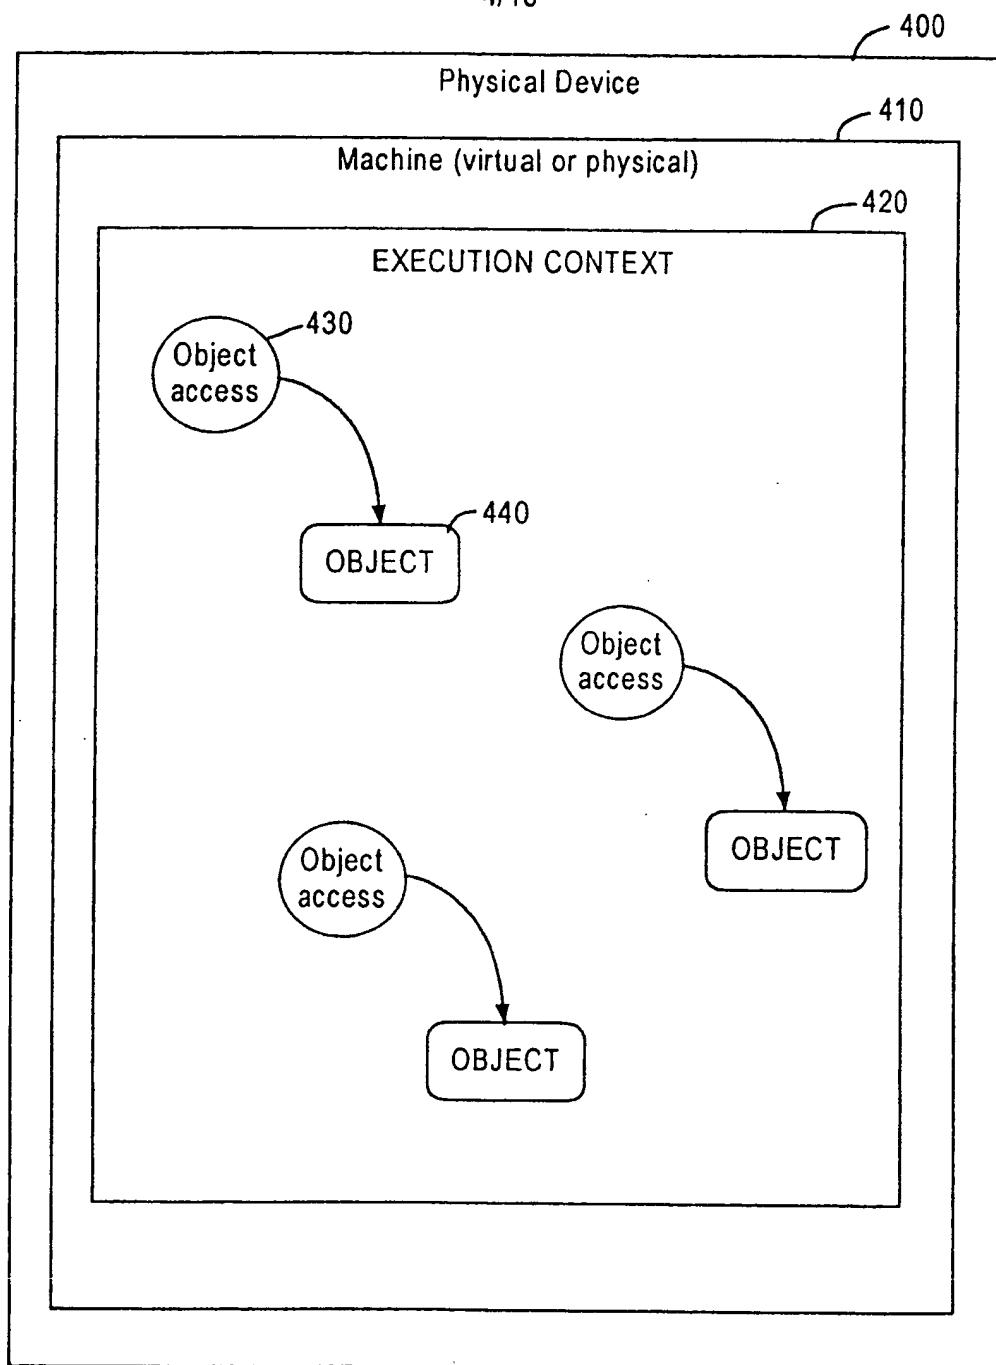 400
Physical Device
410
Machine (virtual or physical)
420
EXECUTION CONTEXT
430
Object
access
440
OBJECT
Object
access
OBJECT
Object
access
OBJECT